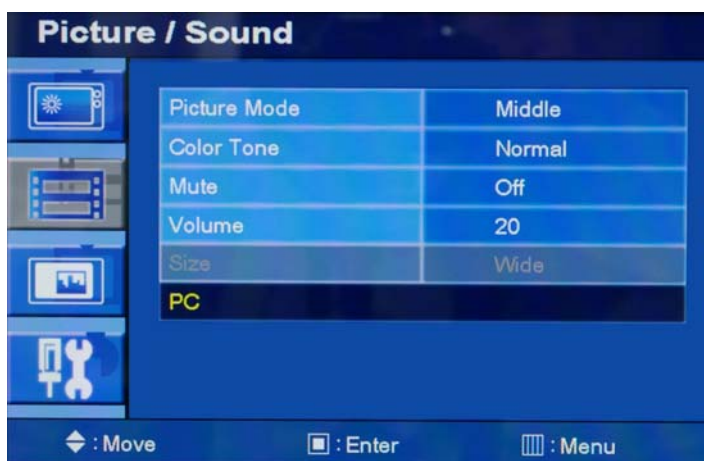 Picture / Sound
Picture Mode Middle
Color Tone Normal
Mute Off
Volume 20
Size Wide
PC
: Move : Enter : Menu